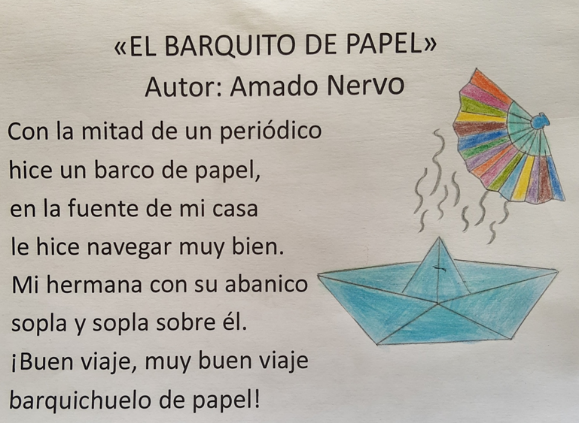 «EL BARQUITO DE PAPEL»
Autor: Amado Nervo
Con la mitad de un periódico
hice un barco de papel,
en la fuente de mi casa
le hice navegar muy bien.
Mi hermana con su abanico
sopla y sopla sobre él.
¡Buen viaje, muy buen viaje
barquichuelo de papel!